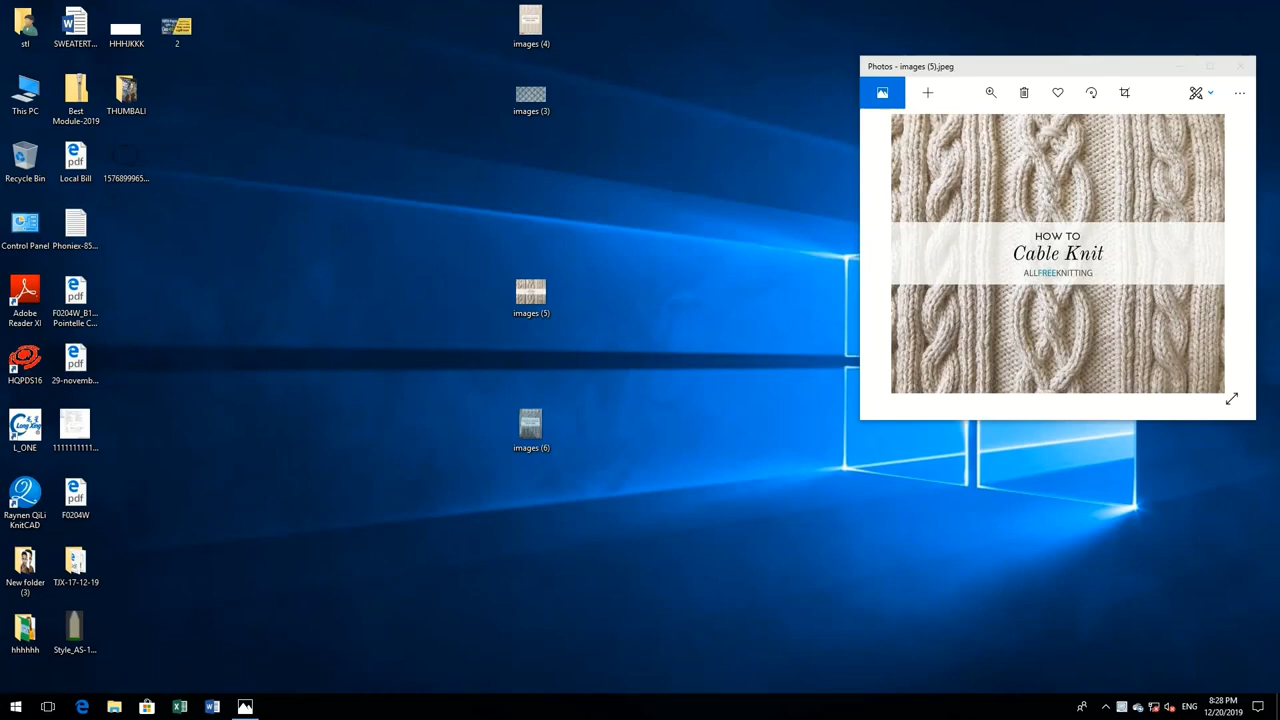 stl
SWEATERT...
HHHJKKK
2
images (4)
This PC
Best Module-2019
THUMBALI
images (3)
Recycle Bin
Local Bill
1576899965...
Control Panel
Phoniex-85...
Adobe Reader XI
F0204W_B1... Pointelle C...
images (5)
HQPDS16
29-novemb...
L_ONE
1111111111...
images (6)
Raynen QiLi KnitCAD
F0204W
New folder (3)
TJX-17-12-19
hhhhhh
Style_AS-1...
Photos - images (5).jpeg
HOW TO
Cable Knit
ALLFREEKNITTING
ENG
8:28 PM
12/20/2019